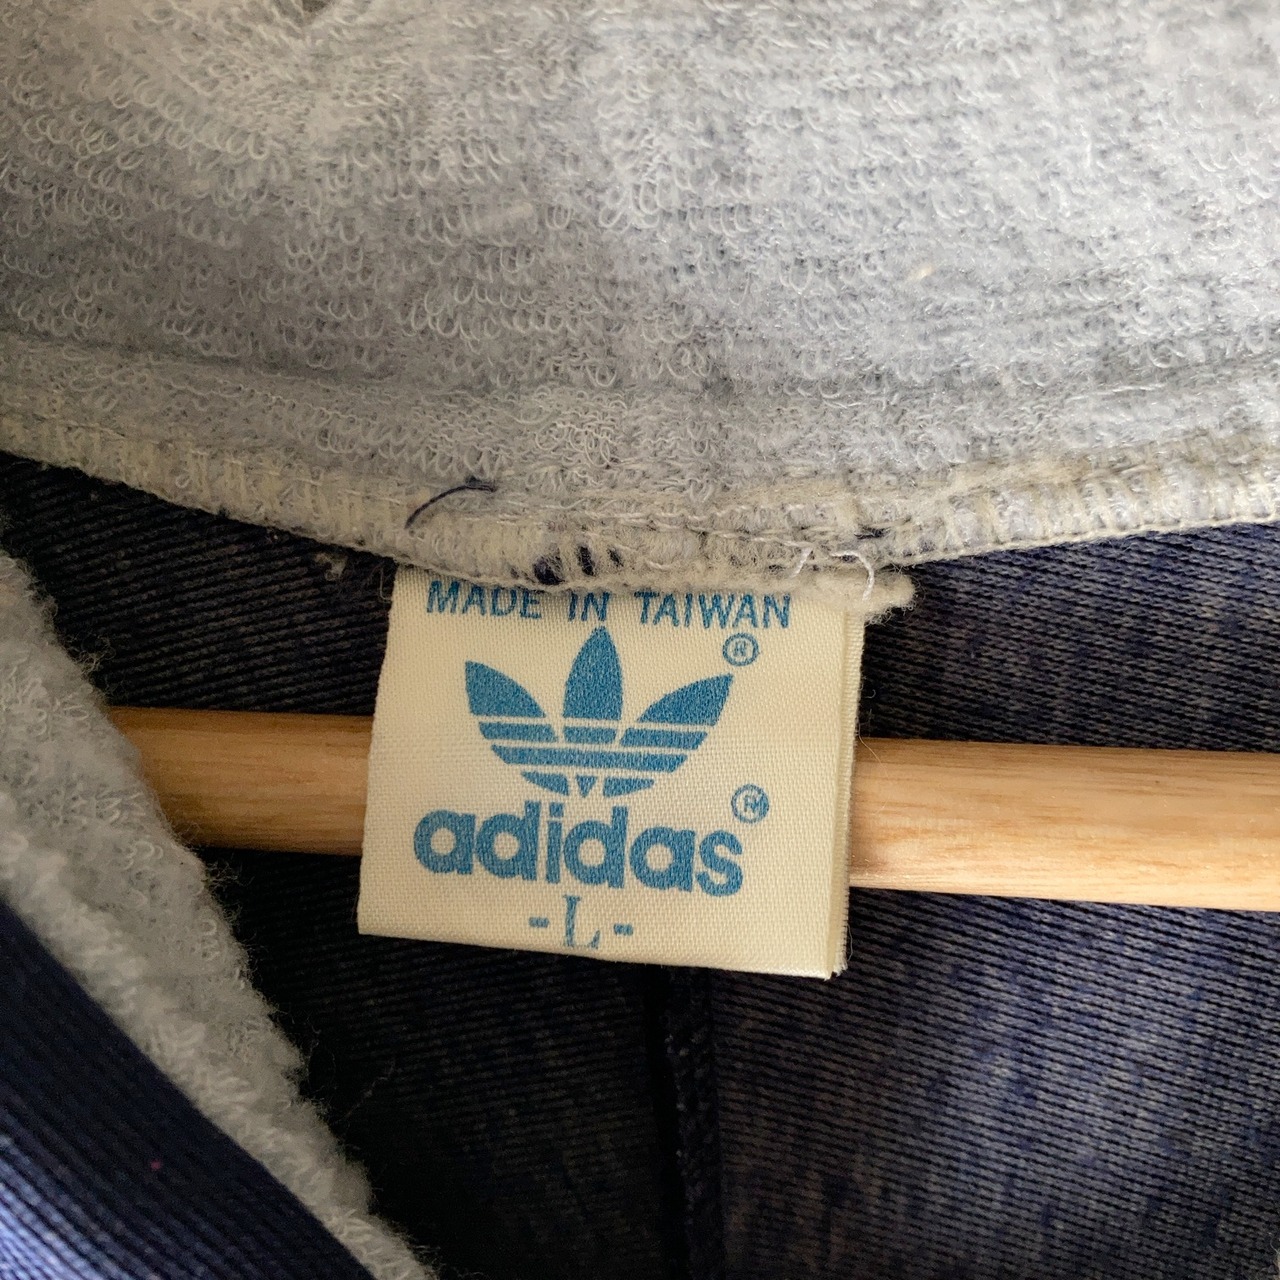 MADE IN TAIWAN
®
adidas ®
-L-